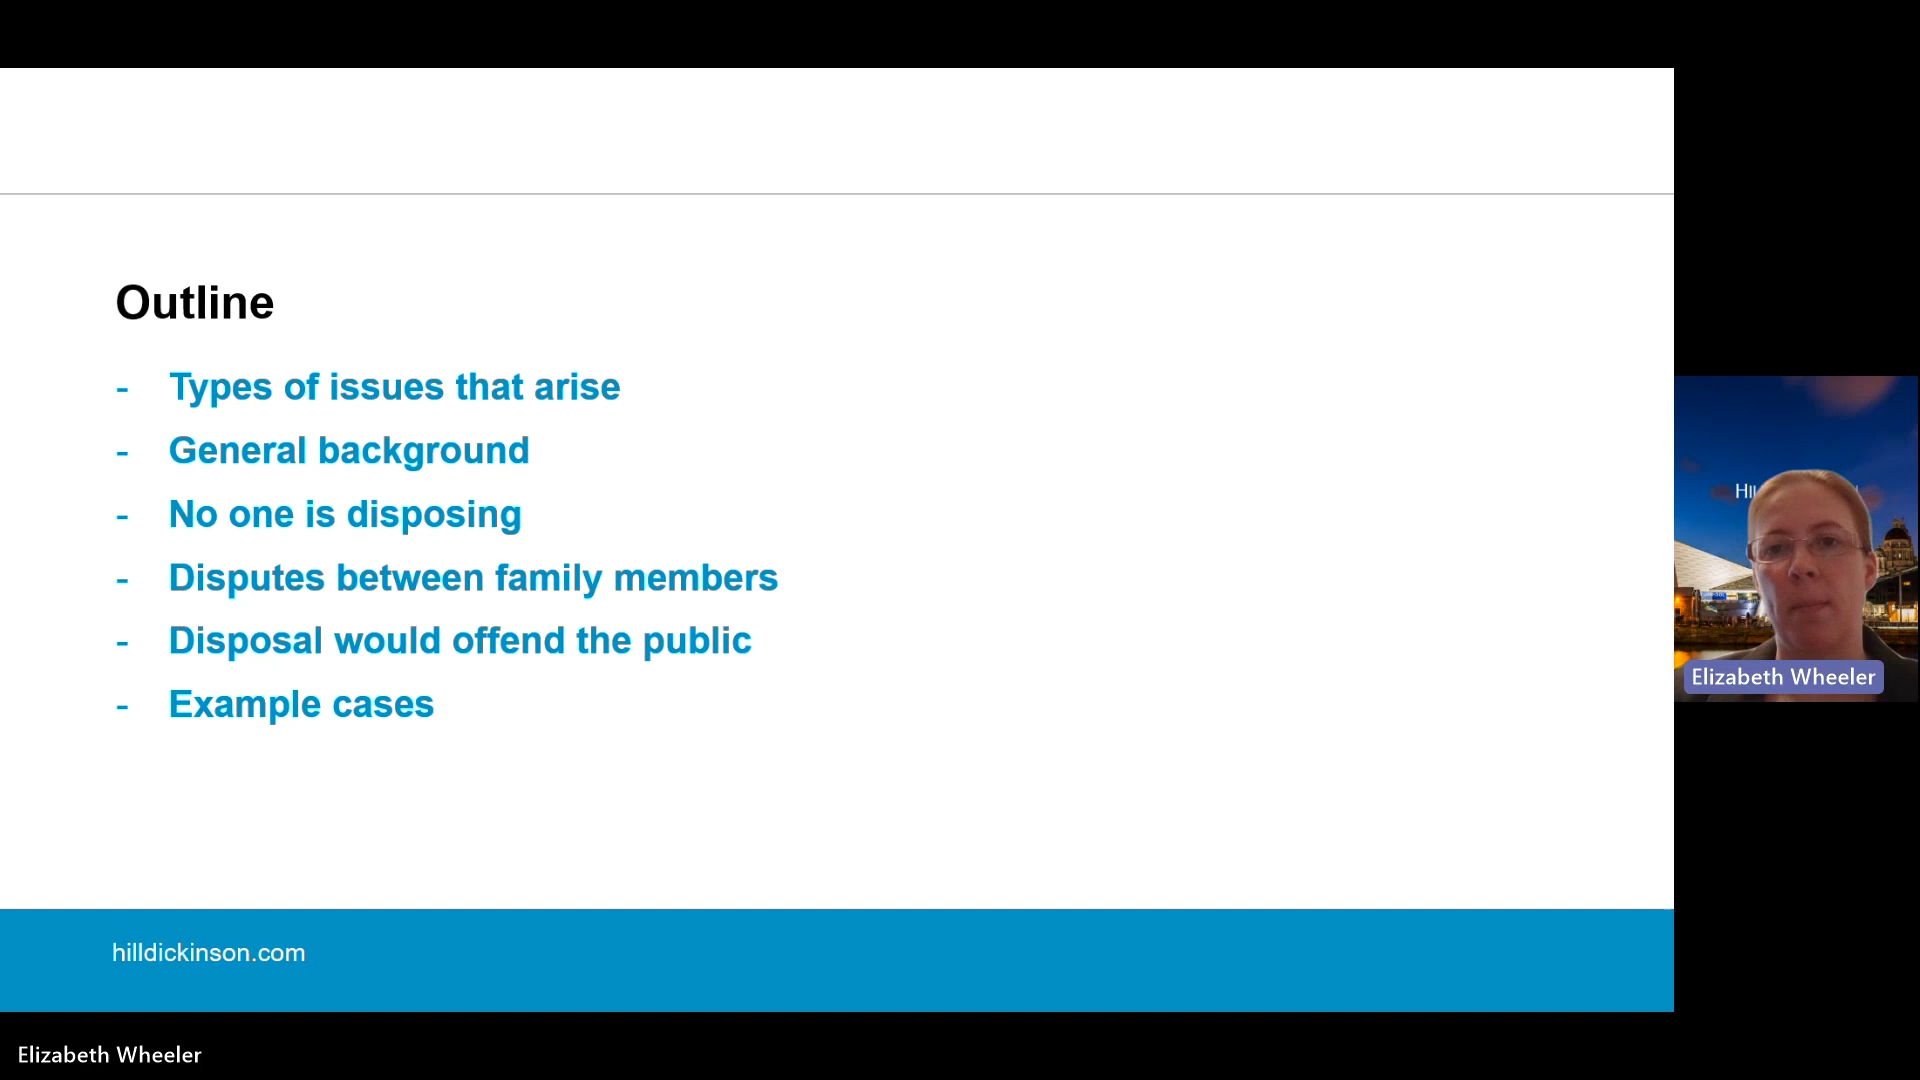 Outline
- Types of issues that arise
- General background
- No one is disposing
- Disputes between family members
- Disposal would offend the public
- Example cases
hilldickinson.com
Elizabeth Wheeler
Elizabeth Wheeler